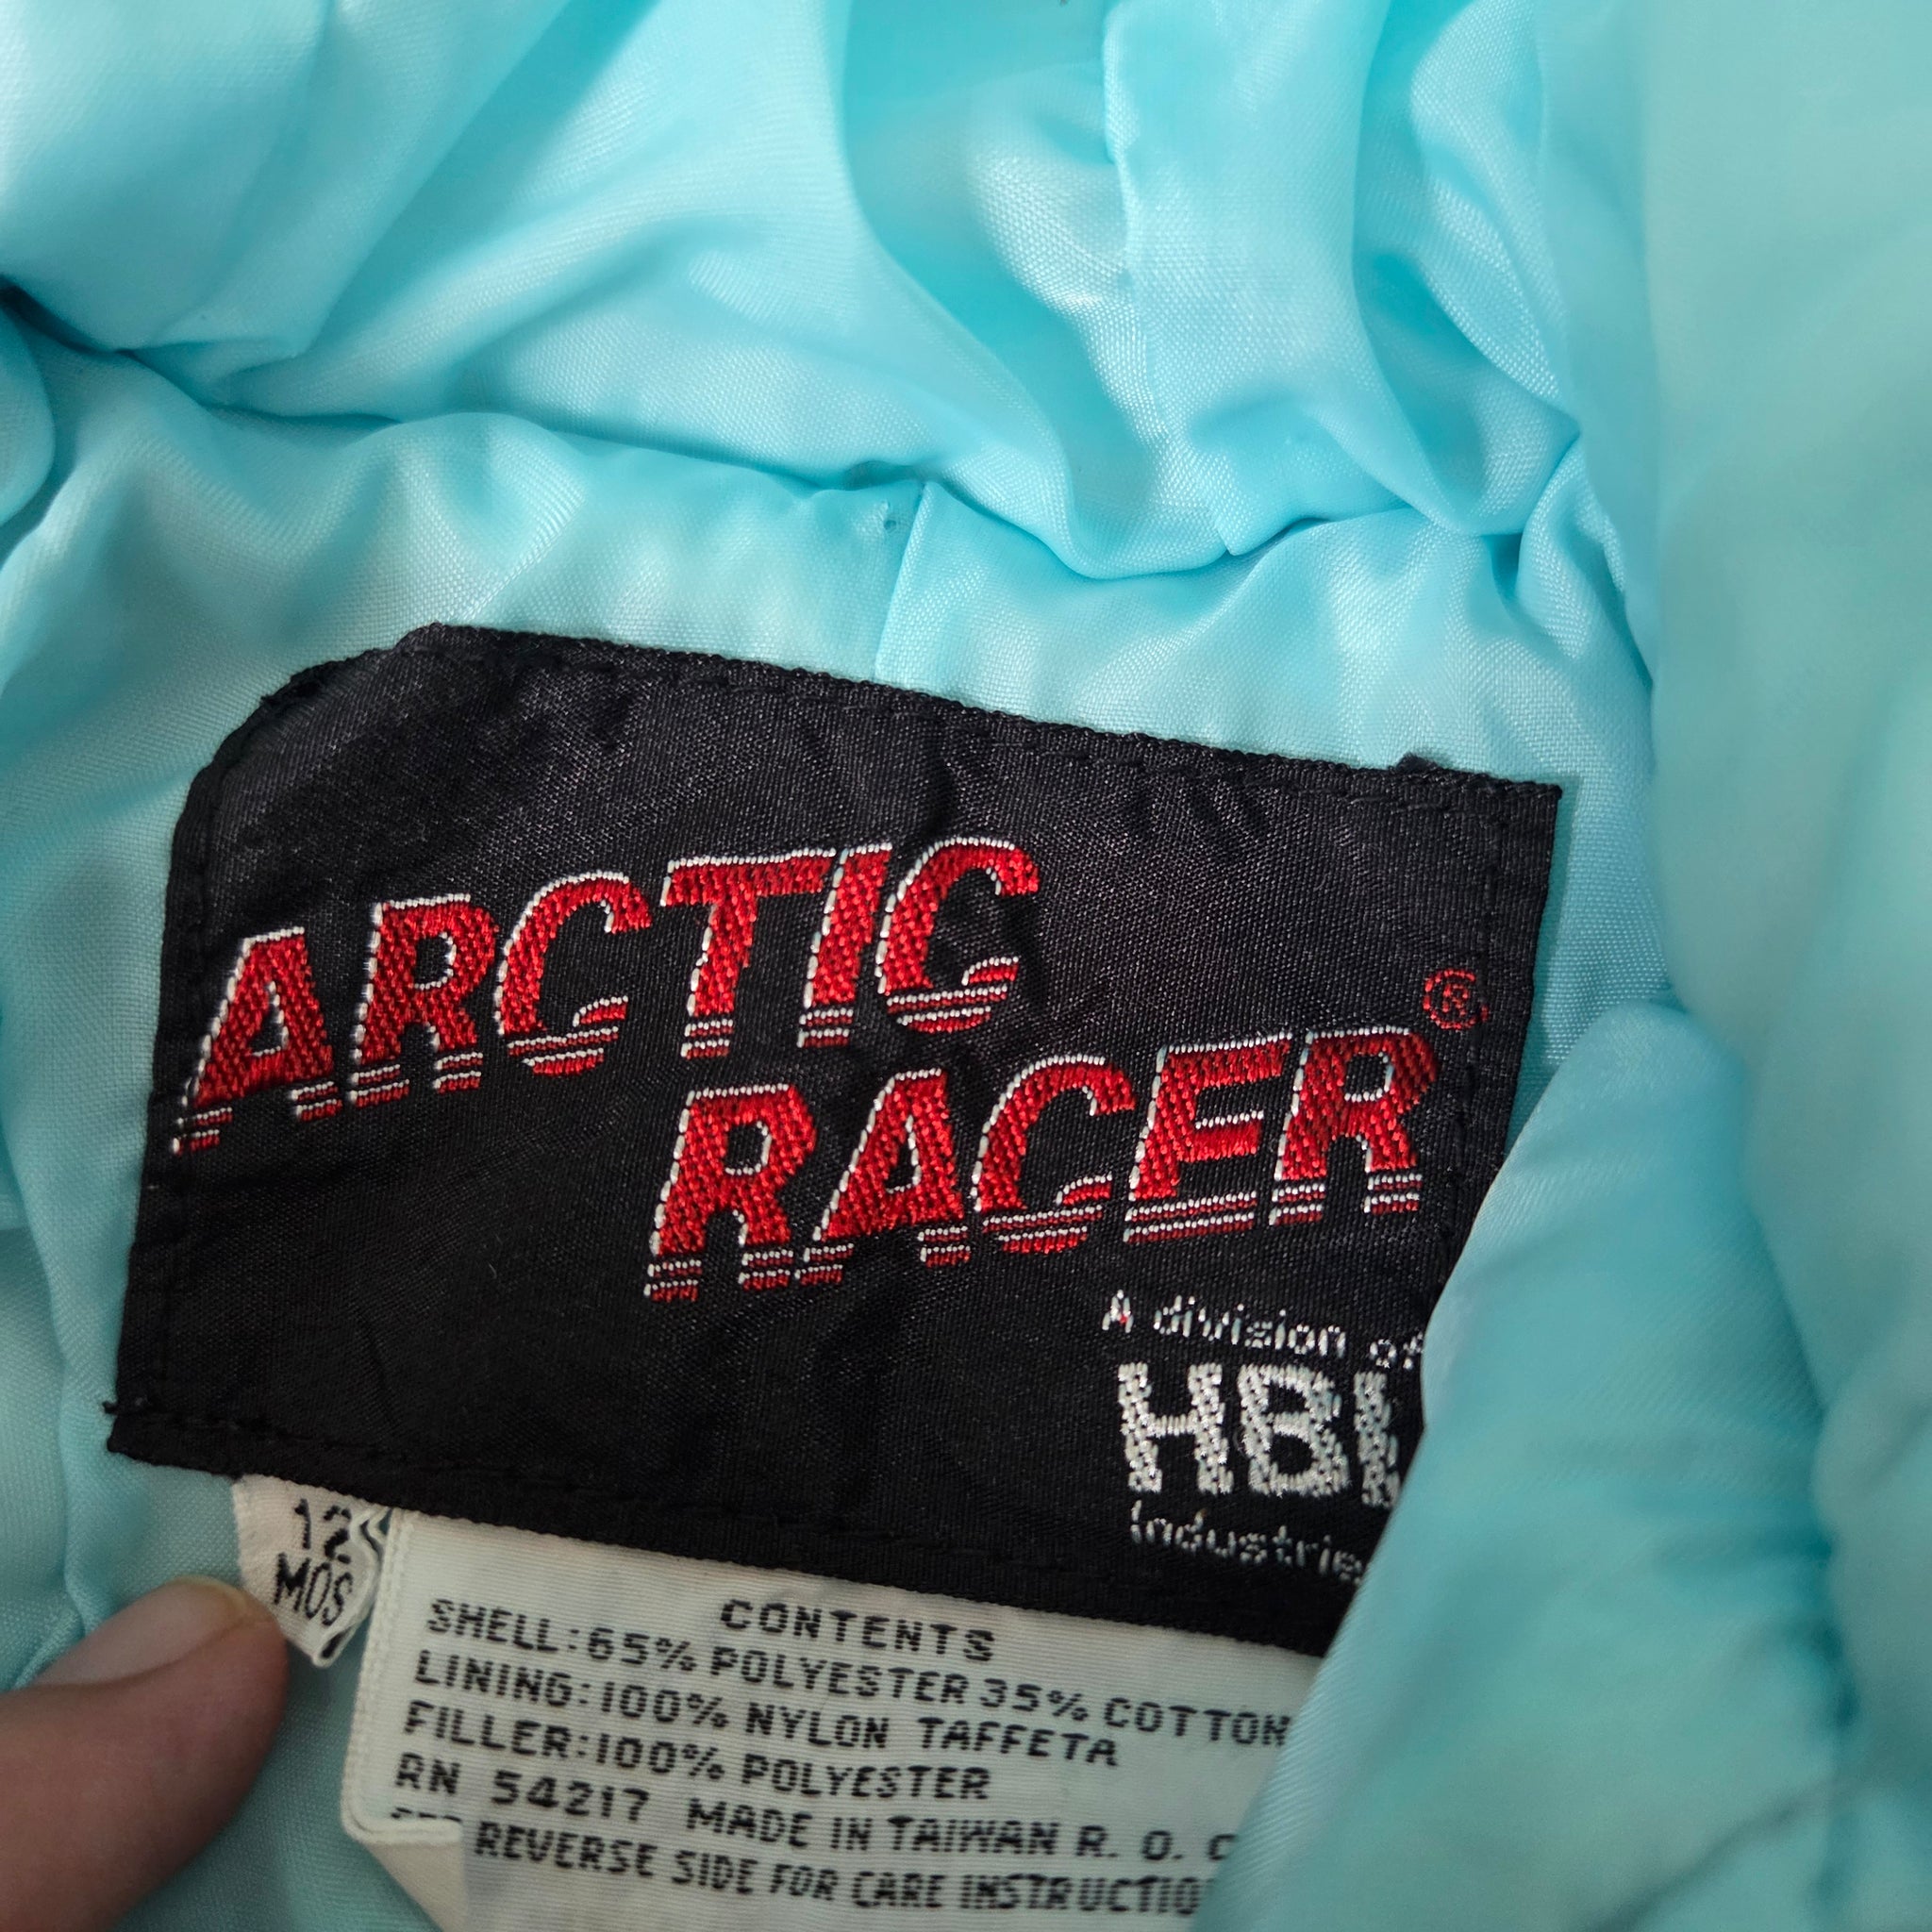 ARCTIC
RACER®
A division of
HBI
Industrie
12
MOS
CONTENTS
SHELL:65% POLYESTER 35% COTTON
LINING:100% NYLON TAFFETA
FILLER:100% POLYESTER
RN 54217 MADE IN TAIWAN R. O. C
REVERSE SIDE FOR CARE INSTRUCTIO